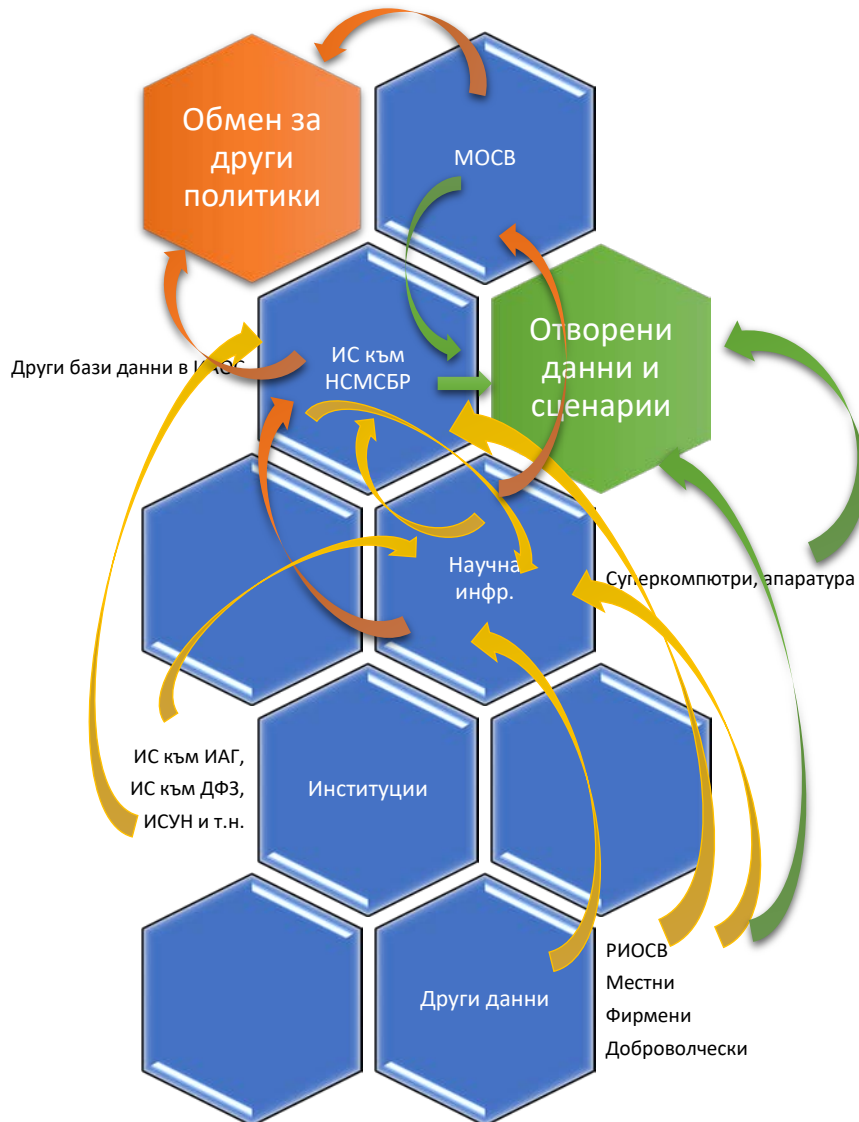 Обмен за
други
политики
МОСВ
Други бази данни в
ИС към
НСМСБР
Отворени
данни и
сценарии
Научна
инфр.
Суперкомпютри, апаратура
ИС към ИАГ,
ИС към ДФЗ,
ИСУН и т.н.
Институции
РИОСВ
Местни
Фирмени
Доброволчески
Други данни